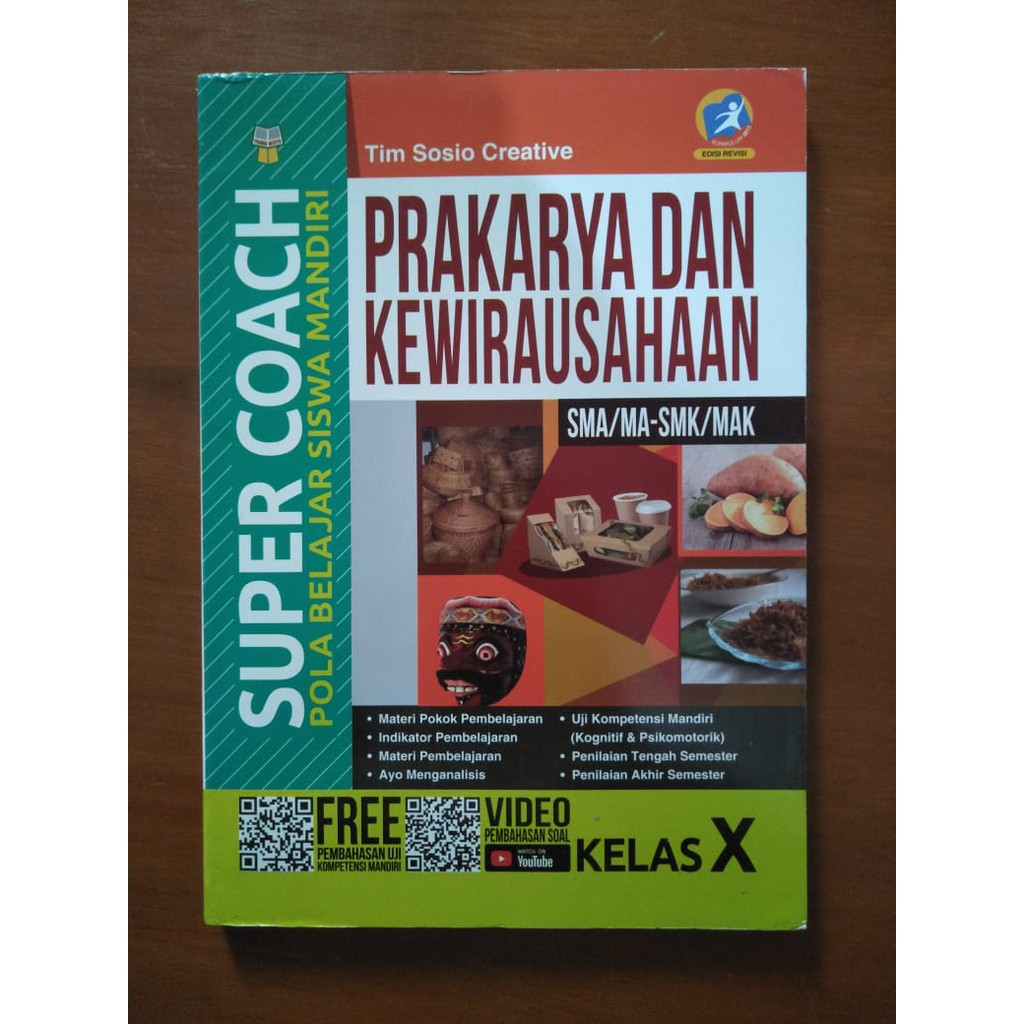 Tim Sosio Creative
EDISI REVISI
PRAKARYA DAN
KEWIRAUSAHAAN
SMA/MA-SMK/MAK
SUPER COACH
POLA BELAJAR SISWA MANDIRI
• Materi Pokok Pembelajaran
• Indikator Pembelajaran
• Materi Pembelajaran
• Ayo Menganalisis
• Uji Kompetensi Mandiri
(Kognitif & Psikomotorik)
• Penilaian Tengah Semester
• Penilaian Akhir Semester
FREE
PEMBAHASAN UJI
KOMPETENSI MANDIRI
VIDEO
PEMBAHASAN SOAL
WATCH ON
YouTube
KELAS X